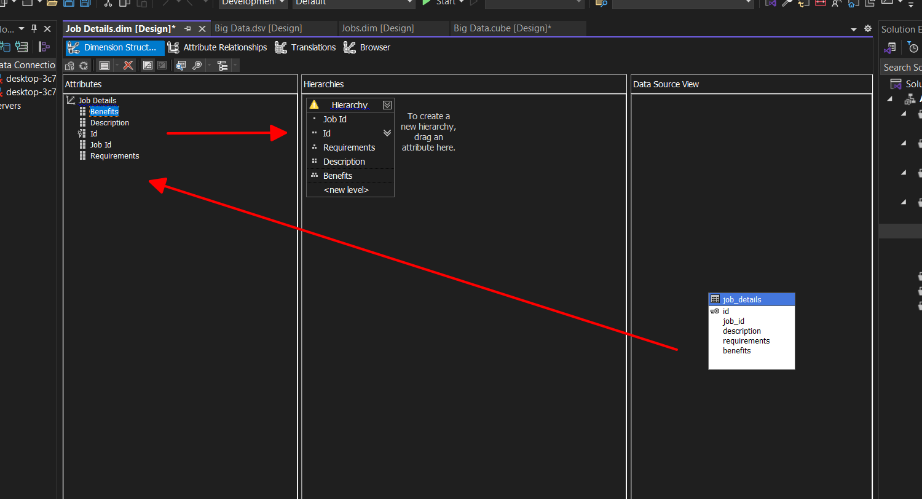 Development
Default
Start
Job Details.dim [Design]*
Big Data.dsv [Design]
Jobs.dim [Design]
Big Data.cube [Design]*
Solution E
Dimension Struct...
Attribute Relationships
Translations
Browser
Search So
ata Connectio
desktop-3c7
desktop-3c7
ervers
Attributes
Job Details
Benefits
Description
Id
Job Id
Requirements
Hierarchies
Hierarchy
Job Id
Id
Requirements
Description
Benefits
<new level>
To create a
new hierarchy,
drag an
attribute here.
Data Source View
job_details
id
job_id
description
requirements
benefits
Solu